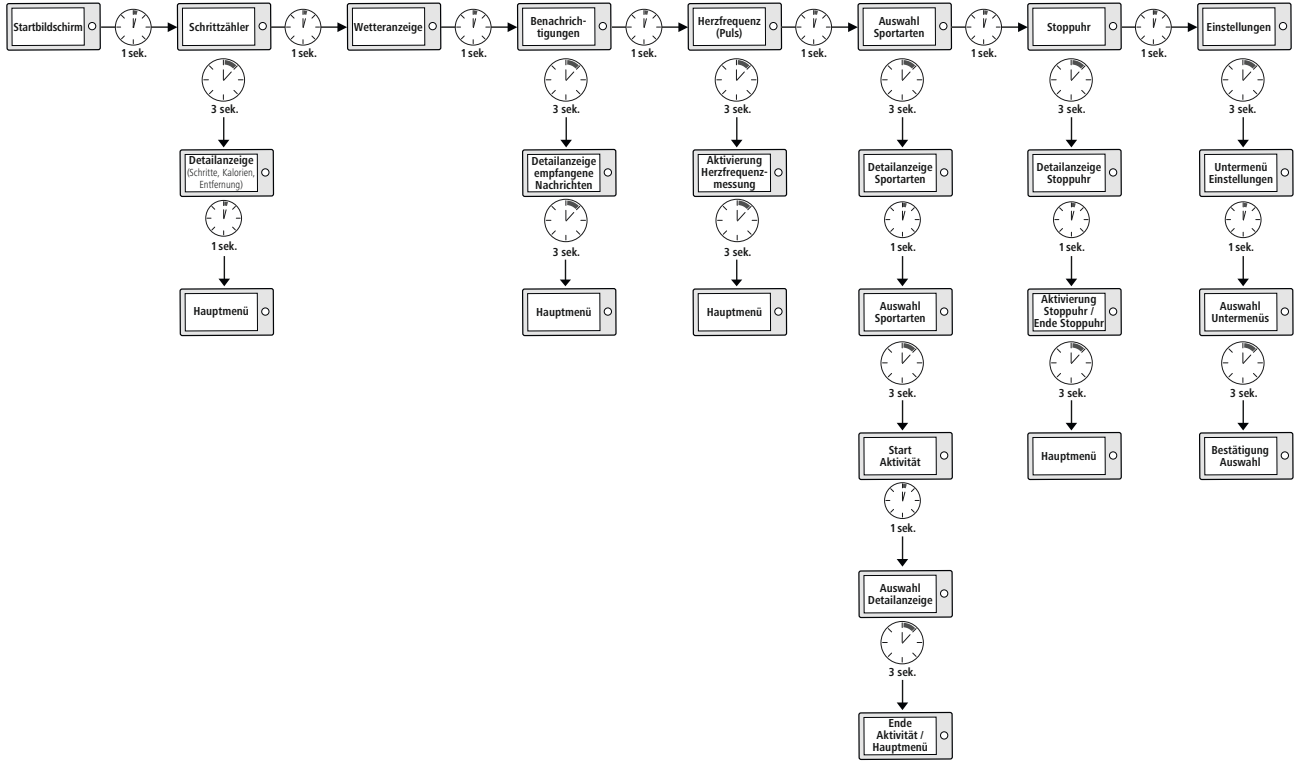 Startbildschirm
1 sek.
Schrittzähler
1 sek.
Wetteranzeige
1 sek.
Benachrich-
tigungen
1 sek.
Herzfrequenz
(Puls)
1 sek.
Auswahl
Sportarten
1 sek.
Stoppuhr
1 sek.
Einstellungen
3 sek.
Detailanzeige
(Schritte, Kalorien,
Entfernung)
1 sek.
Hauptmenü
3 sek.
Detailanzeige
empfangene
Nachrichten
3 sek.
Hauptmenü
3 sek.
Aktivierung
Herzfrequenz-
messung
3 sek.
Hauptmenü
3 sek.
Detailanzeige
Sportarten
1 sek.
Auswahl
Sportarten
3 sek.
Start
Aktivität
1 sek.
Auswahl
Detailanzeige
3 sek.
Ende
Aktivität /
Hauptmenü
3 sek.
Detailanzeige
Stoppuhr
1 sek.
Aktivierung
Stoppuhr /
Ende Stoppuhr
3 sek.
Hauptmenü
3 sek.
Untermenü
Einstellungen
1 sek.
Auswahl
Untermenüs
3 sek.
Bestätigung
Auswahl